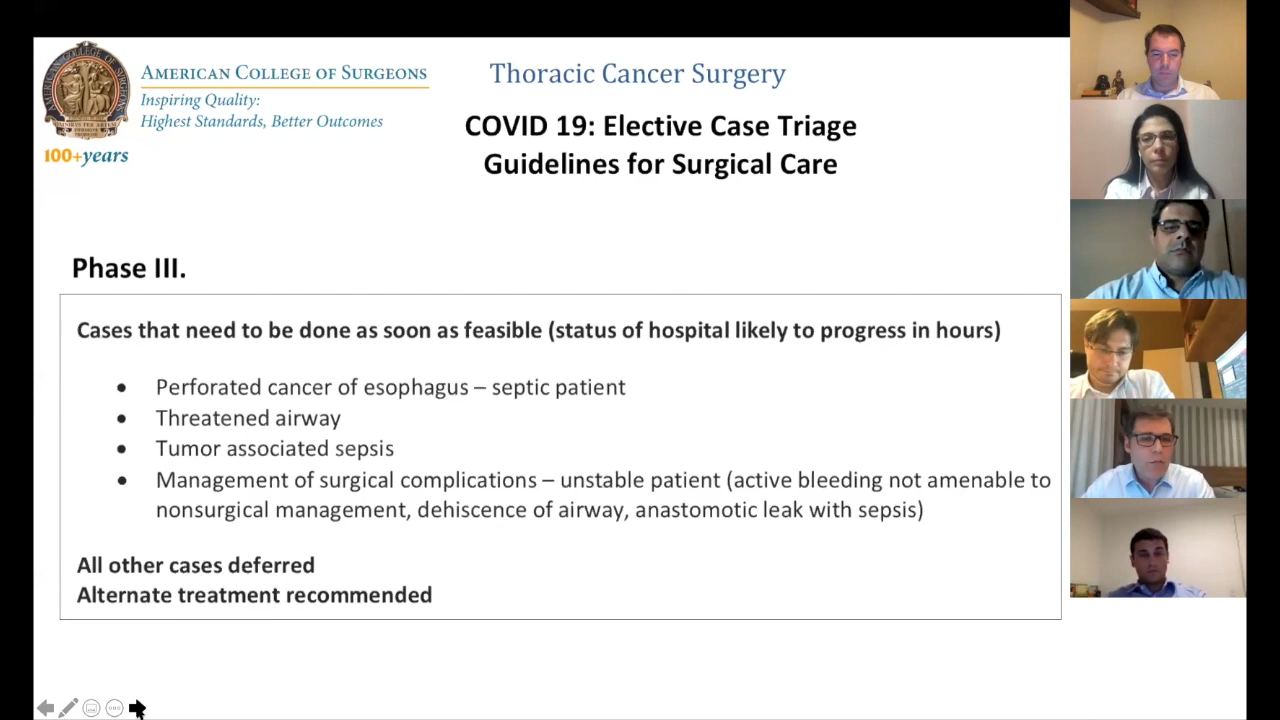 AMERICAN COLLEGE OF SURGEONS
Inspiring Quality:
Highest Standards, Better Outcomes
100+years
Thoracic Cancer Surgery
COVID 19: Elective Case Triage
Guidelines for Surgical Care
Phase III.
Cases that need to be done as soon as feasible (status of hospital likely to progress in hours)
• Perforated cancer of esophagus – septic patient
• Threatened airway
• Tumor associated sepsis
• Management of surgical complications – unstable patient (active bleeding not amenable to
nonsurgical management, dehiscence of airway, anastomotic leak with sepsis)
All other cases deferred
Alternate treatment recommended